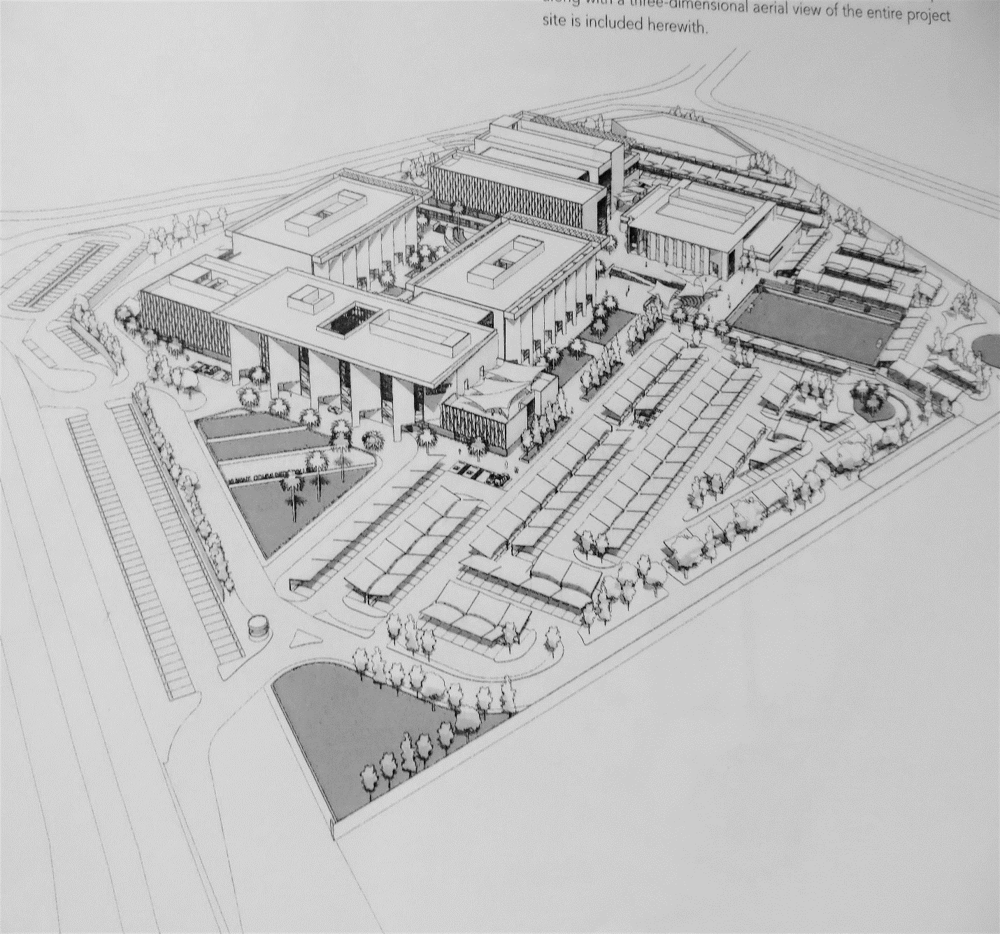 along with a three-dimensional aerial view of the entire project
site is included herewith.